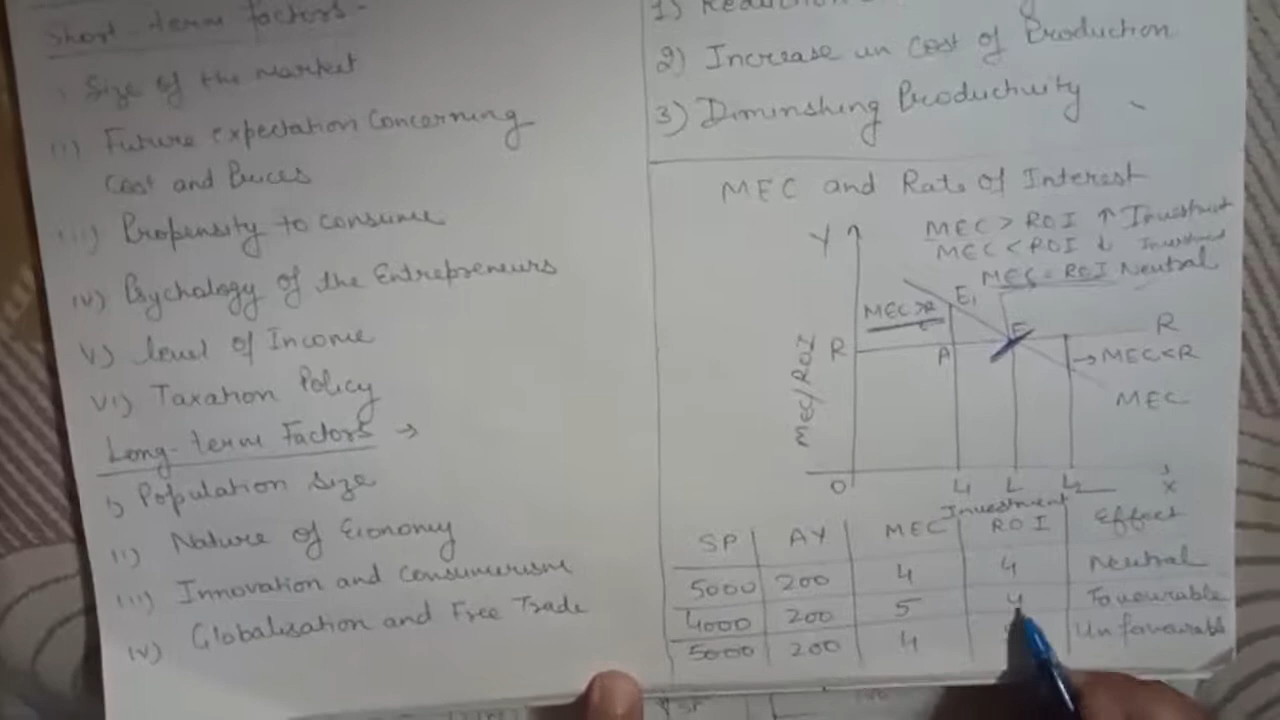 Short-term factors-
Size of the Market
ii) Future expectation Concerning
Cost and Prices
iii) Propensity to consume
iv) Psychology of the Entrepreneurs
v) level of Income
vi) Taxation Policy
Long-term Factors →
i) Population Size
ii) Nature of Economy
iii) Innovation and consumerism
iv) Globalisation and Free Trade
2) Increase in cost of Production
3) Diminshing Productivity
MEC and Rate of Interest
MEC > ROI ↑ Investment
MEC < ROI ↓
MEC = ROI Neutral
Y
MEC/ROI
MEC>R
E1
E
R
R
A
→MEC<R
MEC
O
L1
L
L2
X
Investment
SP AY MEC ROI Effect
5000 200 4 4 Neutral
4000 200 5 4 Favourable
5000 200 4 Unfavourable